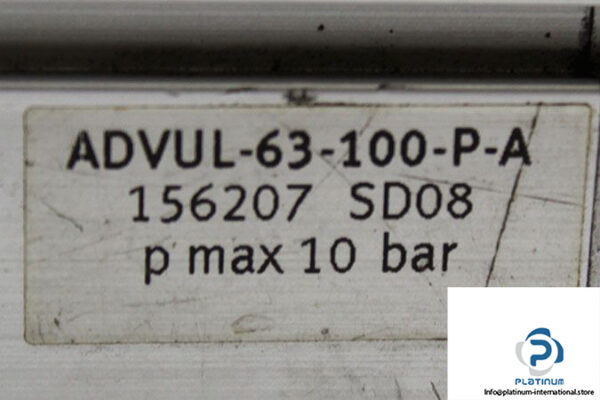 ADVUL-63-100-P-A
156207 SD08
p max 10 bar
PLATINUM
Info@platinum-international.store